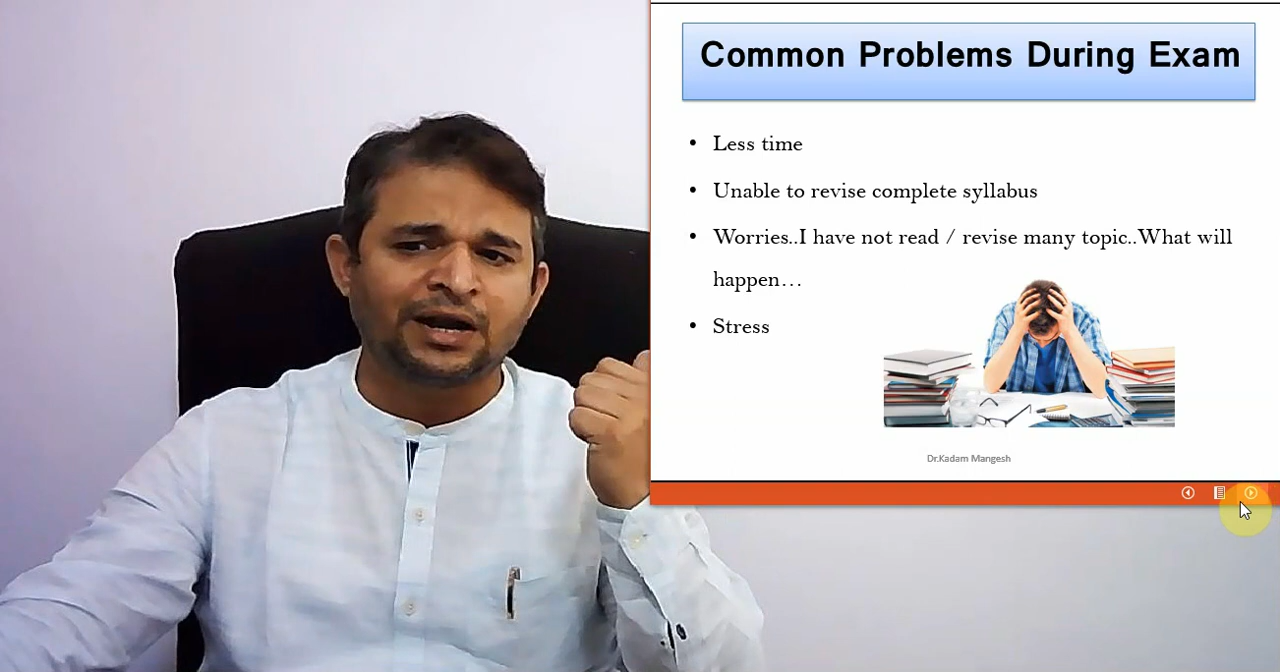 Common Problems During Exam
• Less time
• Unable to revise complete syllabus
• Worries..I have not read / revise many topic..What will
happen…
• Stress
Dr.Kadam Mangesh